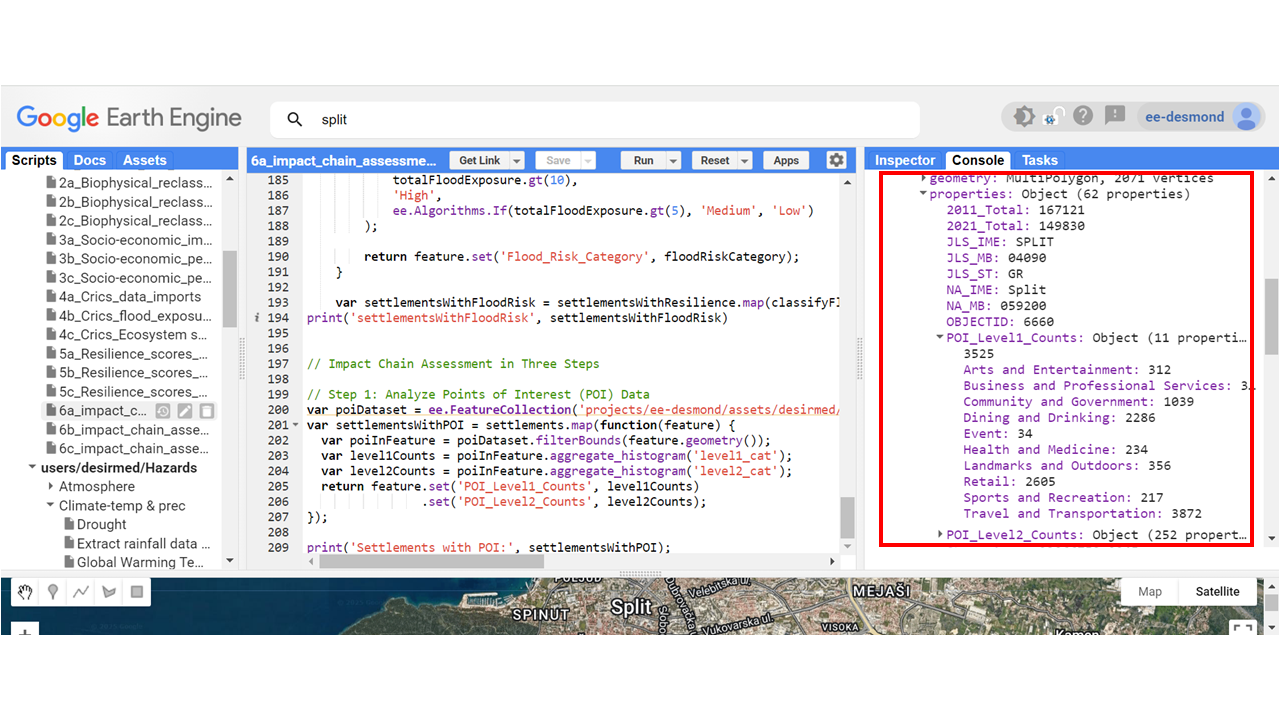 Google Earth Engine
split
ee-desmond
Scripts
Docs
Assets
6a_impact_chain_assessme...
Get Link
Save
Run
Reset
Apps
Inspector
Console
Tasks
2a_Biophysical_reclass...
2b_Biophysical_reclass...
2c_Biophysical_reclass...
3a_Socio-economic_im...
3b_Socio-economic_pe...
3c_Socio-economic_pe...
4a_Crics_data_imports
4b_Crics_flood_exposu...
4c_Crics_Ecosystem s...
5a_Resilience_scores_...
5b_Resilience_scores_...
5c_Resilience_scores_...
6a_impact_c...
6b_impact_chain_asse...
6c_impact_chain_asse...
users/desirmed/Hazards
Atmosphere
Climate-temp & prec
Drought
Extract rainfall data ...
Global Warming Te...
185 totalFloodExposure.gt(10),
186 'High',
187 ee.Algorithms.If(totalFloodExposure.gt(5), 'Medium', 'Low')
188 );
189
190 return feature.set('Flood_Risk_Category', floodRiskCategory);
191 }
192
193 var settlementsWithFloodRisk = settlementsWithResilience.map(classifyFl
i 194 print('settlementsWithFloodRisk', settlementsWithFloodRisk)
195
196
197 // Impact Chain Assessment in Three Steps
198
199 // Step 1: Analyze Points of Interest (POI) Data
200 var poiDataset = ee.FeatureCollection('projects/ee-desmond/assets/desirmed/
201 var settlementsWithPOI = settlements.map(function(feature) {
202 var poiInFeature = poiDataset.filterBounds(feature.geometry());
203 var level1Counts = poiInFeature.aggregate_histogram('level1_cat');
204 var level2Counts = poiInFeature.aggregate_histogram('level2_cat');
205 return feature.set('POI_Level1_Counts', level1Counts)
206 .set('POI_Level2_Counts', level2Counts);
207 });
208
209 print('Settlements with POI:', settlementsWithPOI);
geometry: MultiPolygon, 2071 vertices
properties: Object (62 properties)
2011_Total: 167121
2021_Total: 149830
JLS_IME: SPLIT
JLS_MB: 04090
JLS_ST: GR
NA_IME: Split
NA_MB: 059200
OBJECTID: 6660
POI_Level1_Counts: Object (11 properti...
3525
Arts and Entertainment: 312
Business and Professional Services: 3...
Community and Government: 1039
Dining and Drinking: 2286
Event: 34
Health and Medicine: 234
Landmarks and Outdoors: 356
Retail: 2605
Sports and Recreation: 217
Travel and Transportation: 3872
POI_Level2_Counts: Object (252 propert...
Map
Satellite
POLJUD
SPINUT
Split
Dubrovačka ul.
Velebitska ul.
Vukovarska ul.
MEJAŠI
VISOKA
Kamen